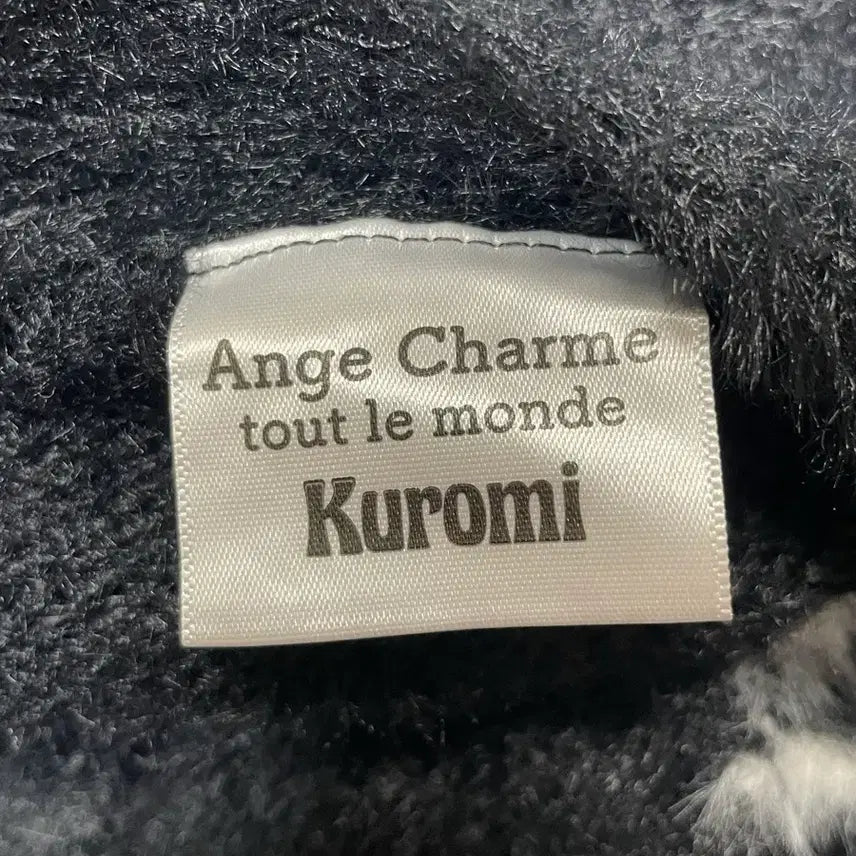 Ange Charme
tout le monde
Kuromi